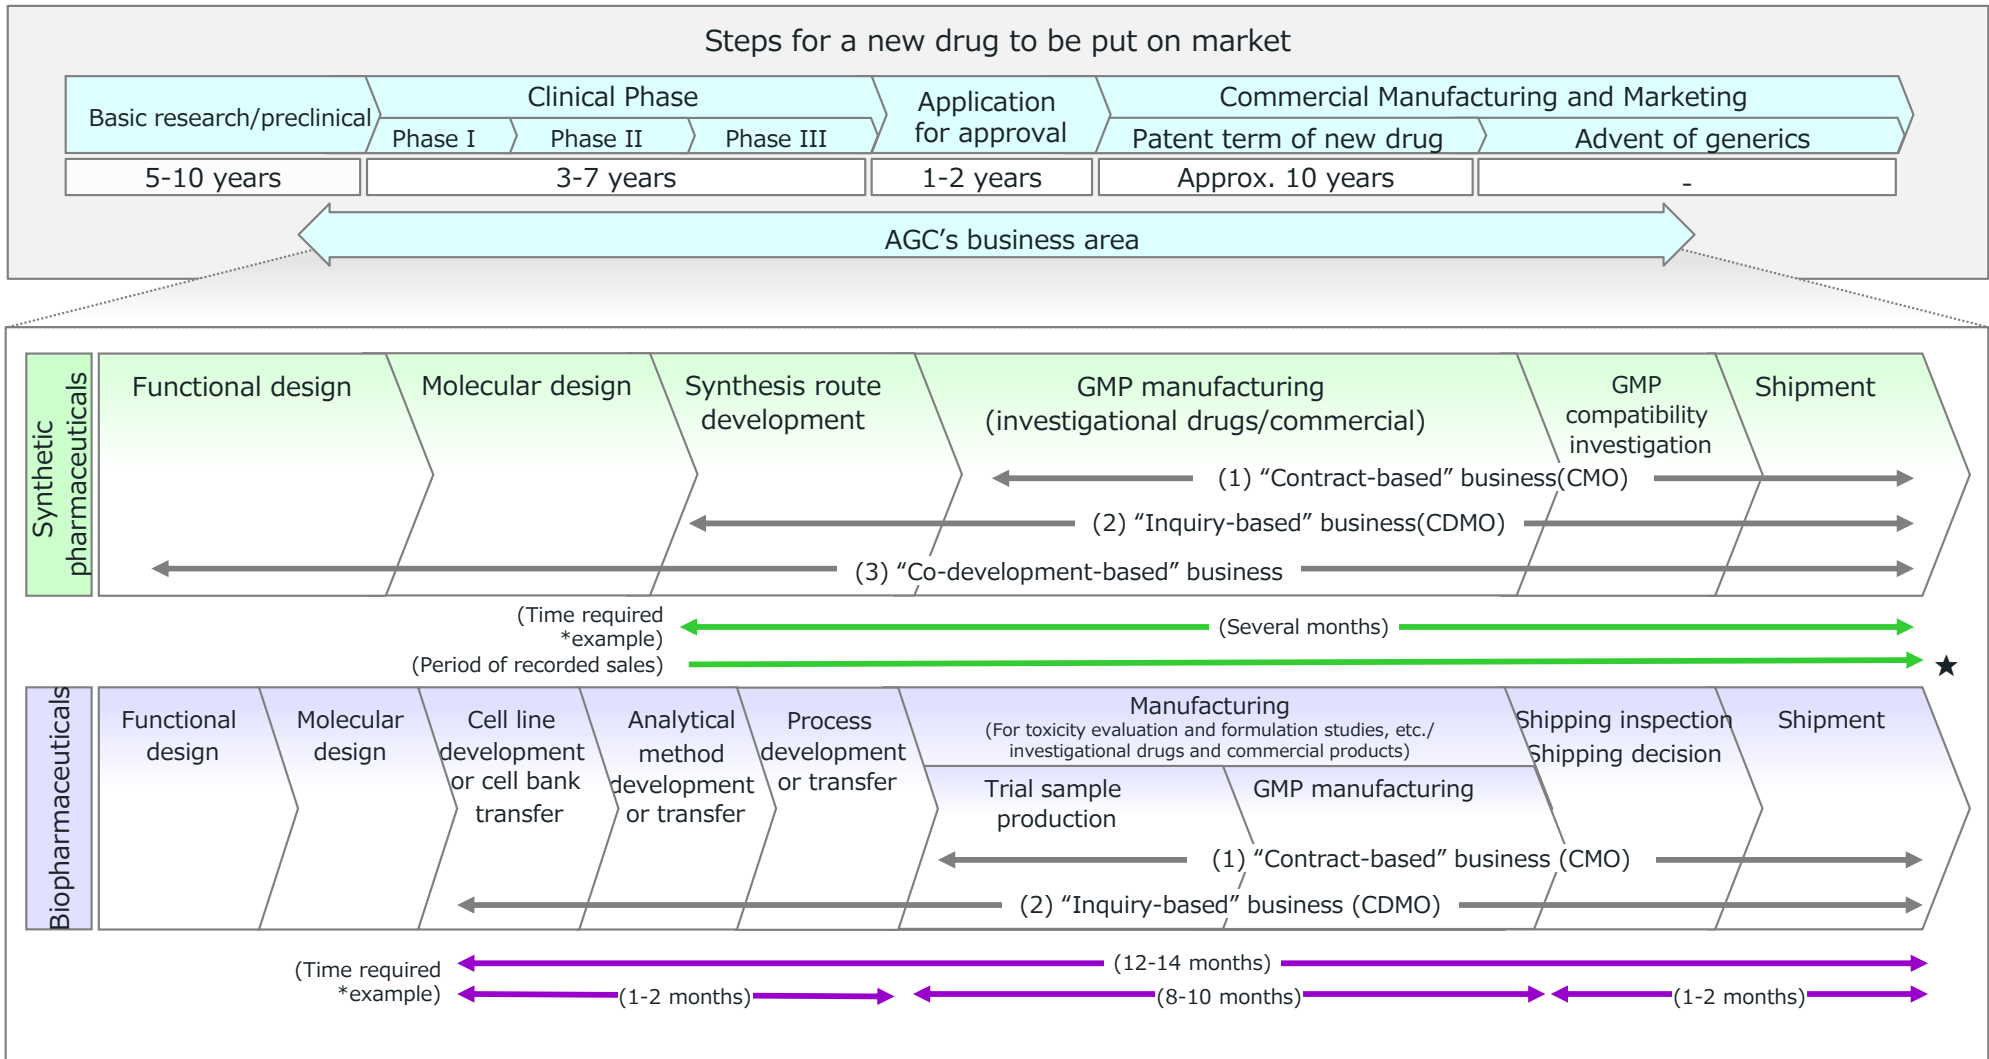 Steps for a new drug to be put on market
Basic research/preclinical
Clinical Phase
Phase I
Phase II
Phase III
Application
for approval
Commercial Manufacturing and Marketing
Patent term of new drug
Advent of generics
5-10 years
3-7 years
1-2 years
Approx. 10 years
-
AGC's business area
Synthetic
pharmaceuticals
Functional design
Molecular design
Synthesis route
development
GMP manufacturing
(investigational drugs/commercial)
GMP
compatibility
investigation
Shipment
(1) “Contract-based” business(CMO)
(2) “Inquiry-based” business(CDMO)
(3) “Co-development-based” business
(Time required
*example)
(Several months)
(Period of recorded sales)
★
Biopharmaceuticals
Functional
design
Molecular
design
Cell line
development
or cell bank
transfer
Analytical
method
development
or transfer
Process
development
or transfer
Manufacturing
(For toxicity evaluation and formulation studies, etc./
investigational drugs and commercial products)
Trial sample
production
GMP manufacturing
Shipping inspection
Shipping decision
Shipment
(1) “Contract-based” business (CMO)
(2) “Inquiry-based” business (CDMO)
(Time required
*example)
(12-14 months)
(1-2 months)
(8-10 months)
(1-2 months)